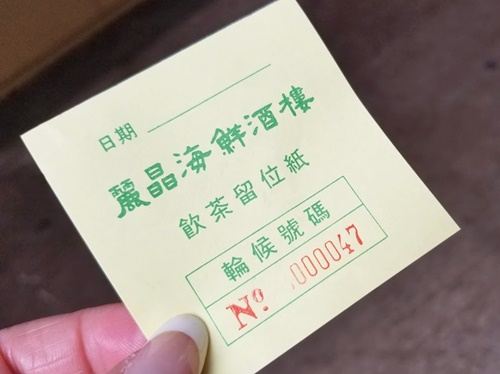 日期
麗晶海鮮酒樓
飲茶留位紙
輪候號碼
Nº 000047